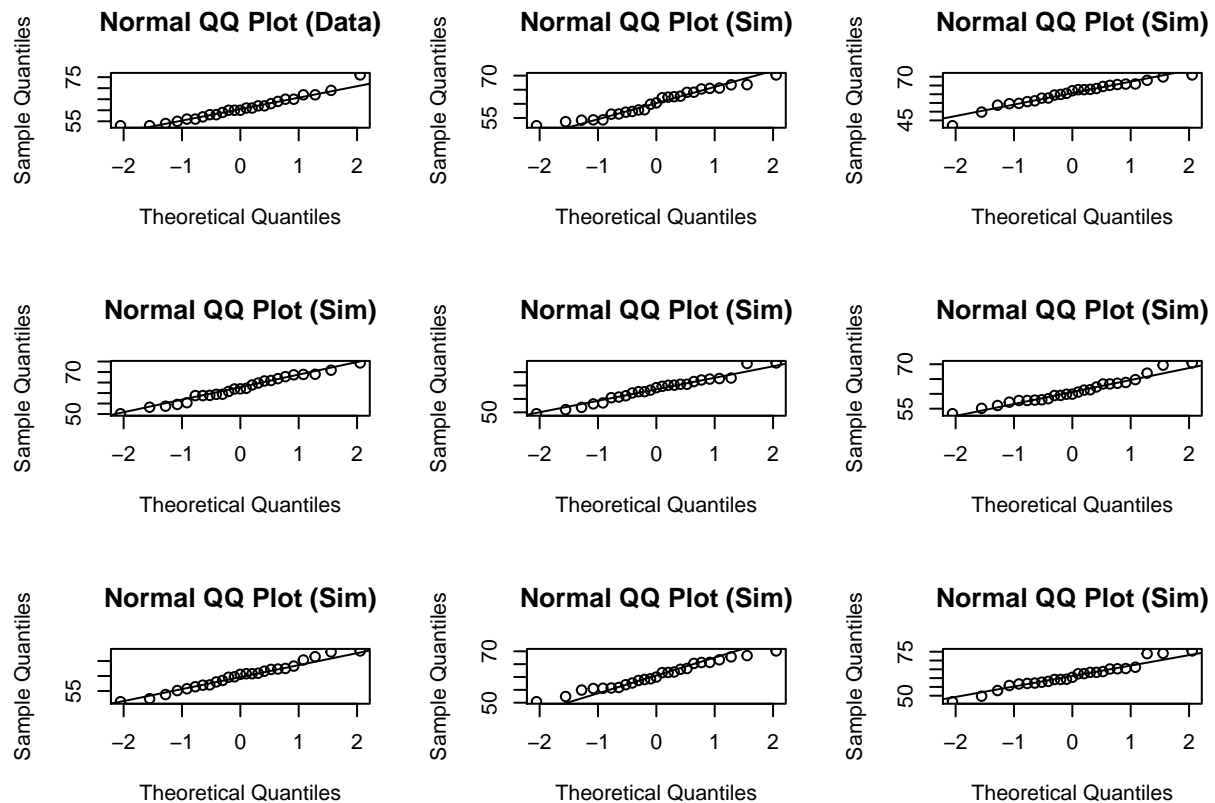 Normal QQ Plot (Data)
Sample Quantiles
55
75
−2
−1
0
1
2
Theoretical Quantiles
Normal QQ Plot (Sim)
Sample Quantiles
55
70
−2
−1
0
1
2
Theoretical Quantiles
Normal QQ Plot (Sim)
Sample Quantiles
45
70
−2
−1
0
1
2
Theoretical Quantiles
Normal QQ Plot (Sim)
Sample Quantiles
50
70
−2
−1
0
1
2
Theoretical Quantiles
Normal QQ Plot (Sim)
Sample Quantiles
50
−2
−1
0
1
2
Theoretical Quantiles
Normal QQ Plot (Sim)
Sample Quantiles
55
70
−2
−1
0
1
2
Theoretical Quantiles
Normal QQ Plot (Sim)
Sample Quantiles
55
−2
−1
0
1
2
Theoretical Quantiles
Normal QQ Plot (Sim)
Sample Quantiles
50
70
−2
−1
0
1
2
Theoretical Quantiles
Normal QQ Plot (Sim)
Sample Quantiles
50
75
−2
−1
0
1
2
Theoretical Quantiles